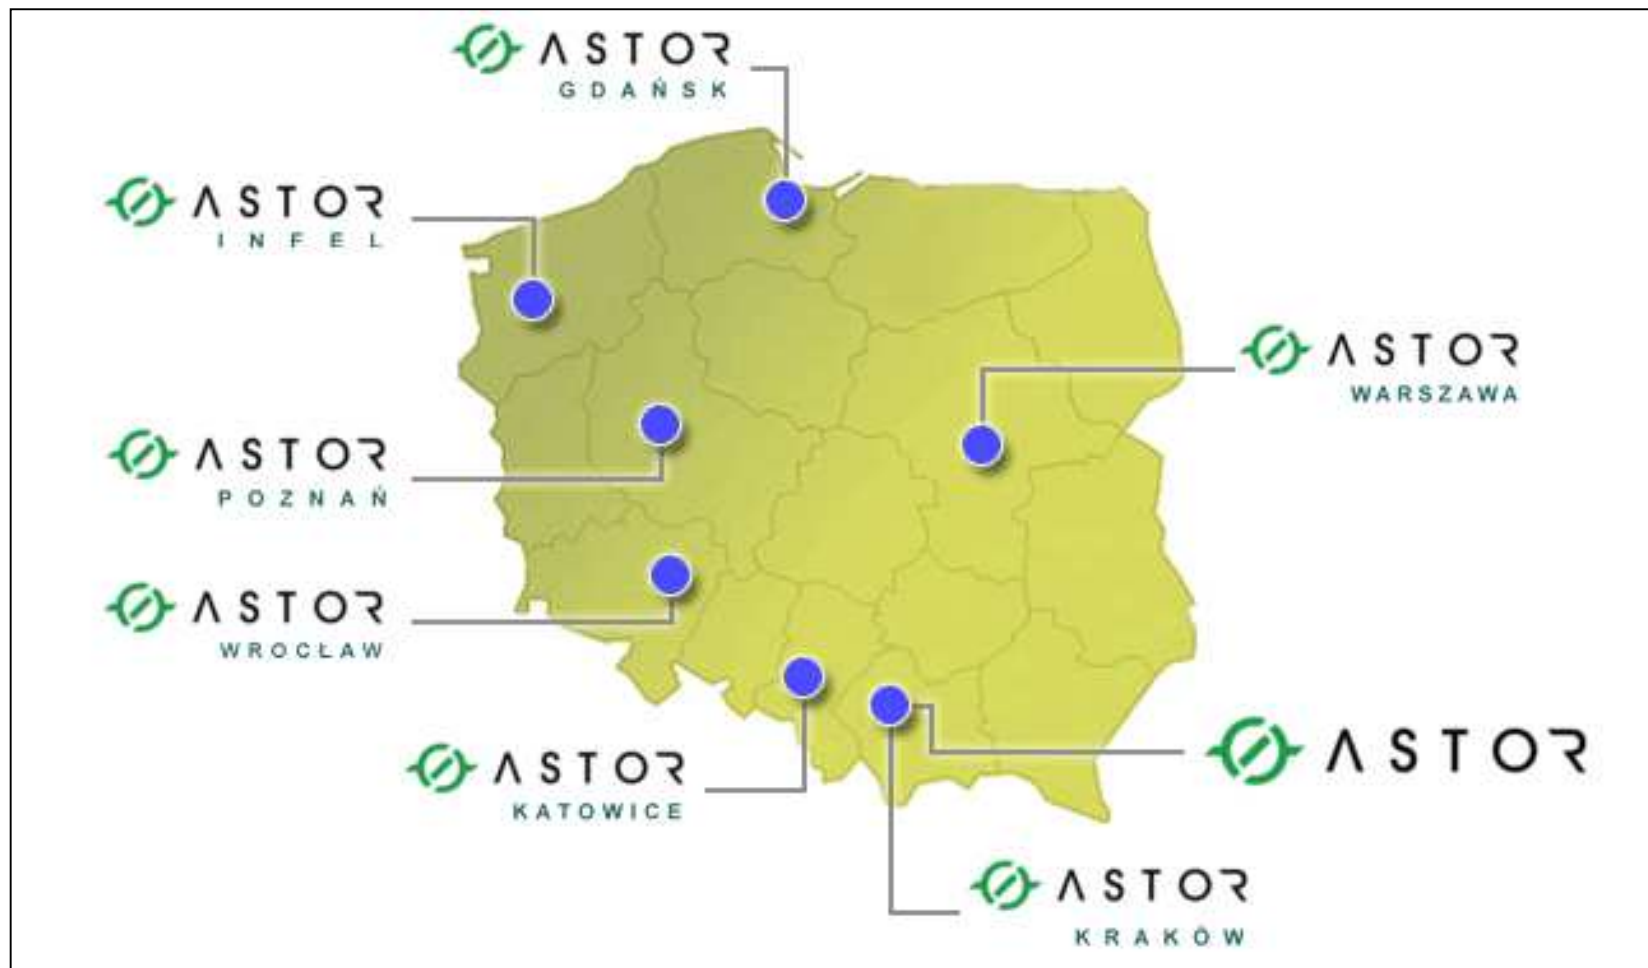 ASTOR
GDAŃSK
ASTOR
INFEL
ASTOR
WARSZAWA
ASTOR
POZNAŃ
ASTOR
WROCŁAW
ASTOR
KATOWICE
ASTOR
ASTOR
KRAKÓW